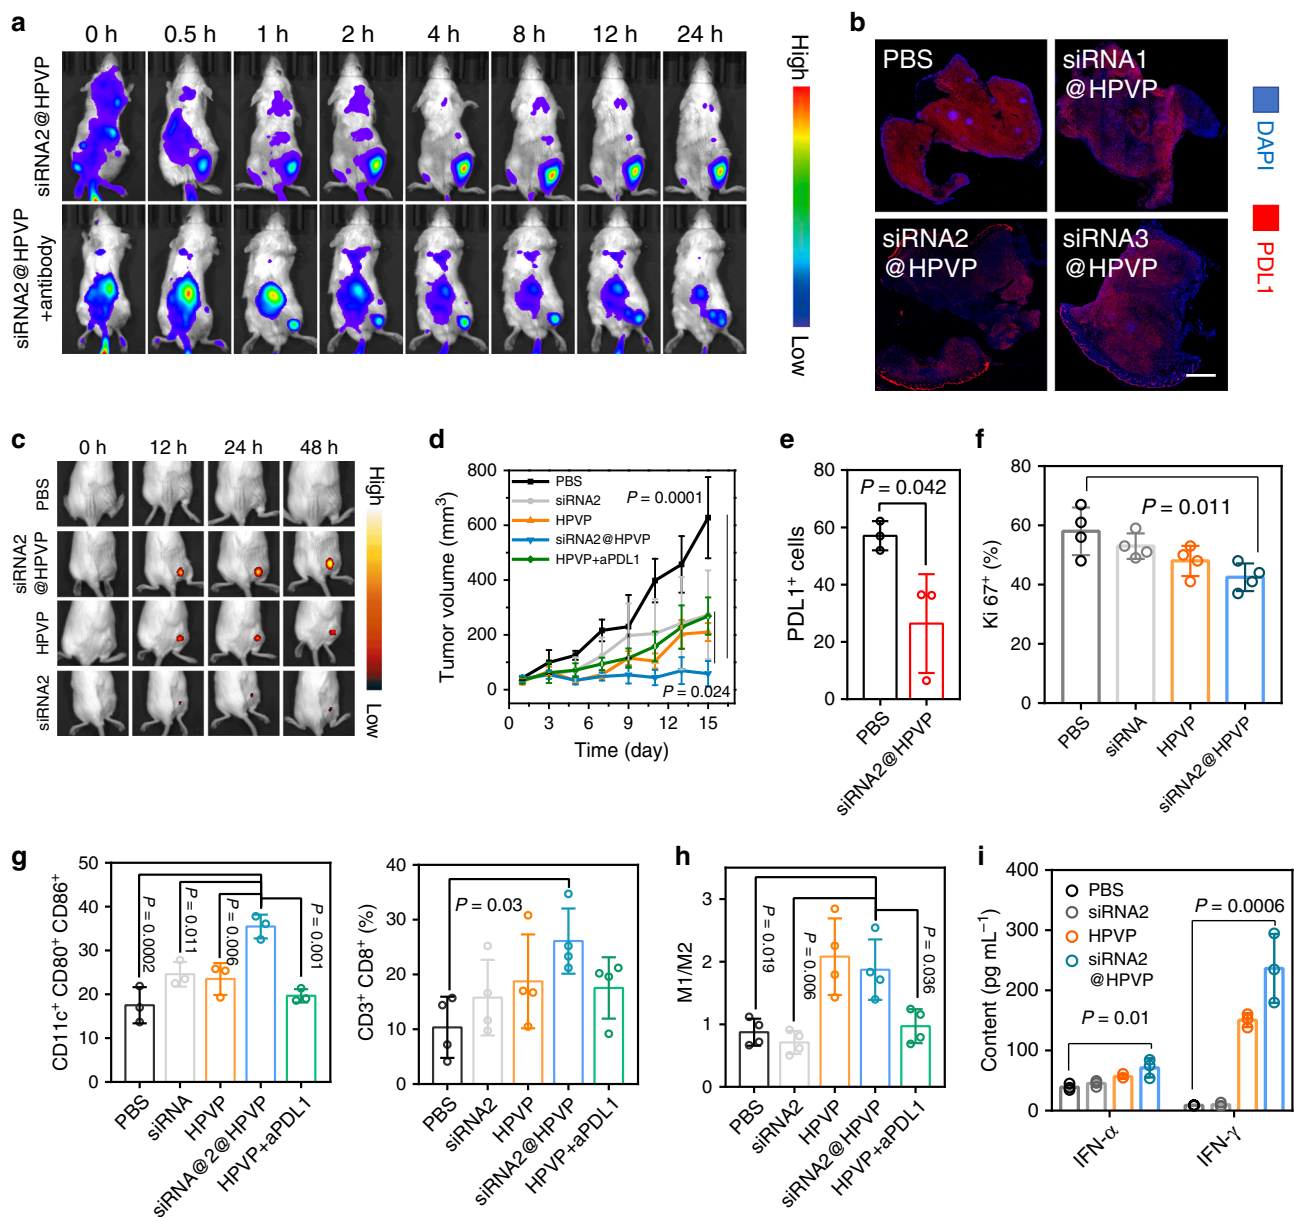 a
0 h 0.5 h 1 h 2 h 4 h 8 h 12 h 24 h
siRNA2@HPVP
siRNA2@HPVP
+antibody
High
Low
b
PBS
siRNA1
@HPVP
siRNA2
@HPVP
siRNA3
@HPVP
DAPI
PDL1
c
0 h 12 h 24 h 48 h
PBS
siRNA2
@HPVP
HPVP
siRNA2
High
Low
d
Tumor volume (mm³)
800
600
400
200
0
PBS
siRNA2
HPVP
siRNA2@HPVP
HPVP+aPDL1
P = 0.0001
P = 0.024
0 3 6 9 12 15
Time (day)
e
PDL1⁺ cells
80
60
40
20
0
P = 0.042
PBS
siRNA2@HPVP
f
Ki 67⁺ (%)
80
60
40
20
0
P = 0.011
PBS
siRNA
HPVP
siRNA2@HPVP
g
CD11c⁺ CD80⁺ CD86⁺
50
40
30
20
10
0
P = 0.0002
P = 0.011
P = 0.006
P = 0.001
PBS
siRNA
HPVP
siRNA@2@HPVP
HPVP+aPDL1
CD3⁺ CD8⁺ (%)
40
30
20
10
0
P = 0.03
PBS
siRNA2
HPVP
siRNA2@HPVP
HPVP+aPDL1
h
M1/M2
3
2
1
0
P = 0.019
P = 0.006
P = 0.036
PBS
siRNA2
HPVP
siRNA2@HPVP
HPVP+aPDL1
i
Content (pg mL⁻¹)
400
300
200
150
100
50
0
PBS
siRNA2
HPVP
siRNA2
@HPVP
P = 0.0006
P = 0.01
IFN-α
IFN-γ